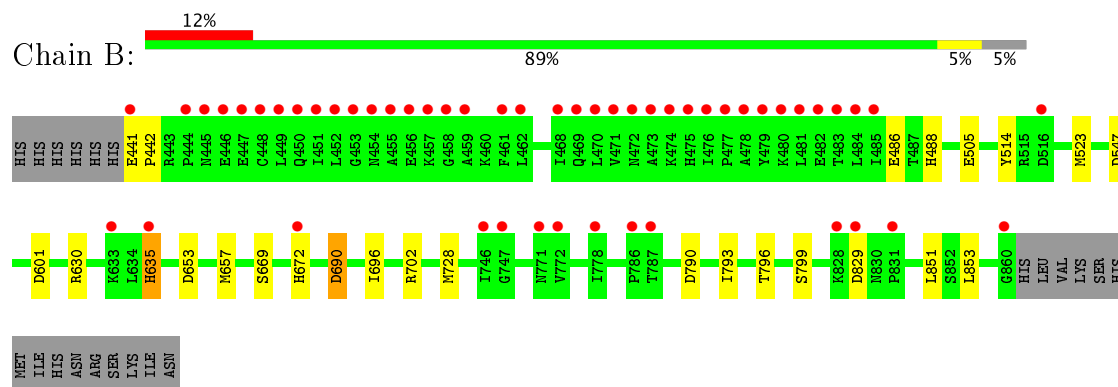 12%
Chain B:
89% 5% 5%
HIS HIS HIS HIS HIS HIS E441 P442 R443 P444 N445 E446 E447 C448 L449 Q450 I451 L452 G453 N454 A455 E456 K457 G458 A459 K460 F461 L462 I468 Q469 L470 V471 N472 A473 K474 H475 I476 P477 A478 Y479 K480 L481 E482 T483 L484 I485 E486 T487 H488 E505 Y514 R515 D516 M523 D547
D601 R630 K633 L634 H635 D653 M657 S669 H672 D690 I696 R702 M728 I746 G747 N771 V772 I778 P786 T787 D790 I793 T796 S799 K828 D829 N830 P831 L851 S852 L853 G860 HIS LEU VAL LYS SER HIS
MET ILE HIS ASN ARG SER LYS ILE ASN